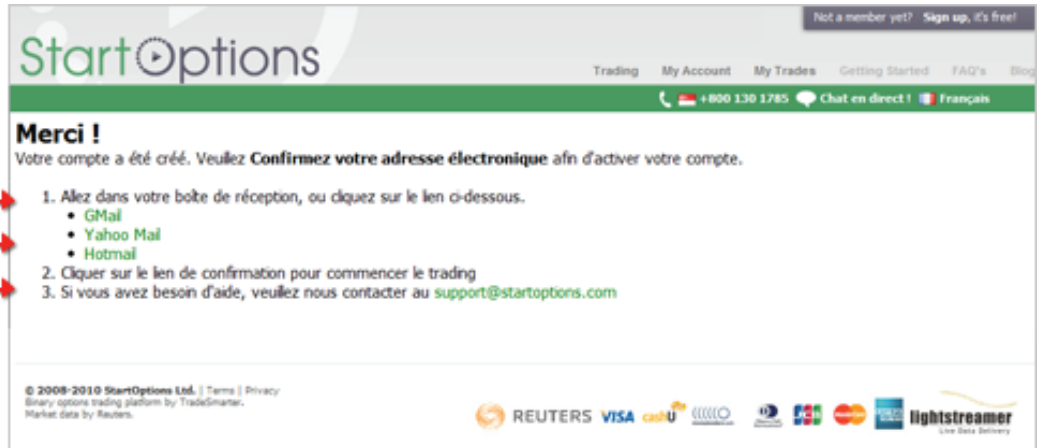 Not a member yet? Sign up, it's free!
StartOptions
Trading My Account My Trades Getting Started FAQ's Blog
+800 130 1785 Chat en direct ! Français
Merci !
Votre compte a été créé. Veuillez Confirmez votre adresse électronique afin d'activer votre compte.
1. Allez dans votre boîte de réception, ou cliquez sur le lien ci-dessous.
• GMail
• Yahoo Mail
• Hotmail
2. Cliquer sur le lien de confirmation pour commencer le trading
3. Si vous avez besoin d'aide, veuillez nous contacter au support@startoptions.com
© 2008-2010 StartOptions Ltd. | Terms | Privacy
Binary options trading platform by TradeSmarter.
Market data by Reuters.
REUTERS VISA cashU JCB lightstreamer
Live Data Delivery